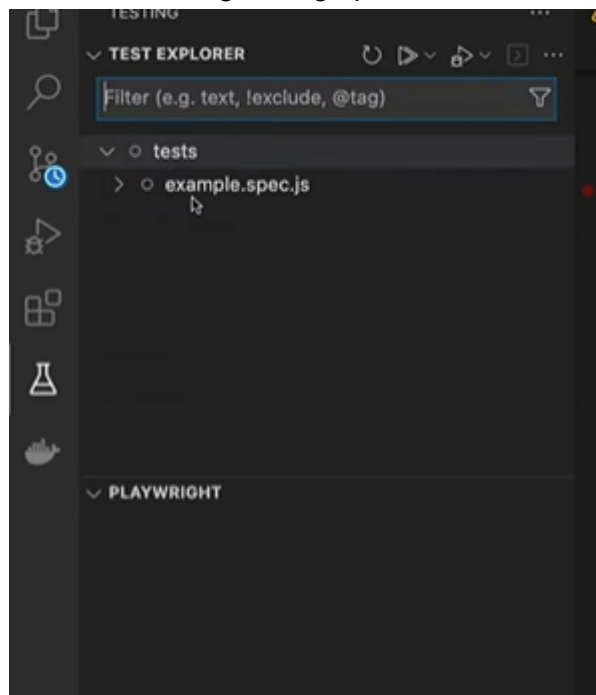 TESTING
TEST EXPLORER
Filter (e.g. text, !exclude, @tag)
tests
example.spec.js
PLAYWRIGHT